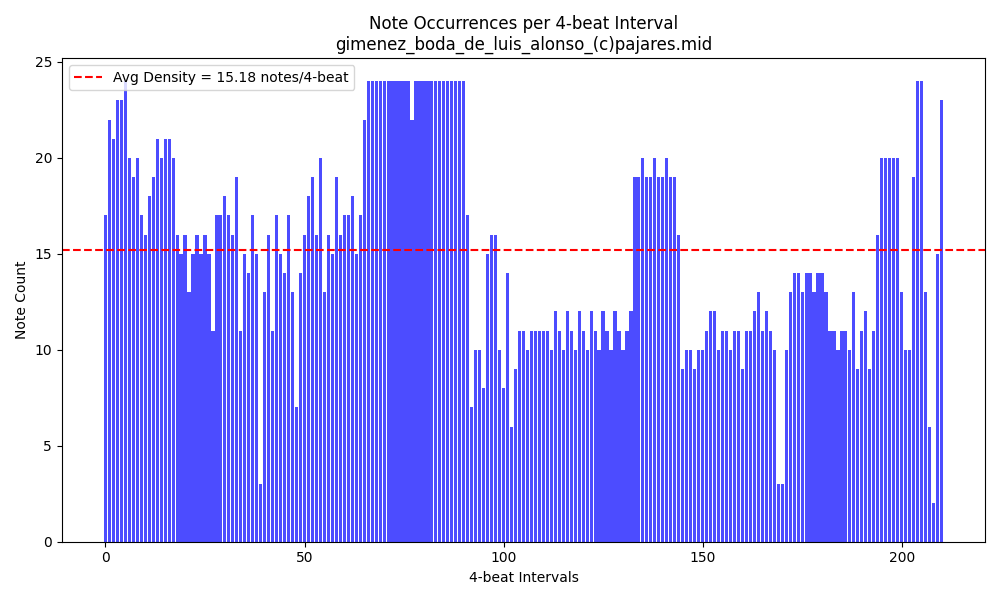 Note Occurrences per 4-beat Interval
gimenez_boda_de_luis_alonso_(c)pajares.mid
Avg Density = 15.18 notes/4-beat
Note Count
25
20
15
10
5
0
0
50
100
150
200
4-beat Intervals